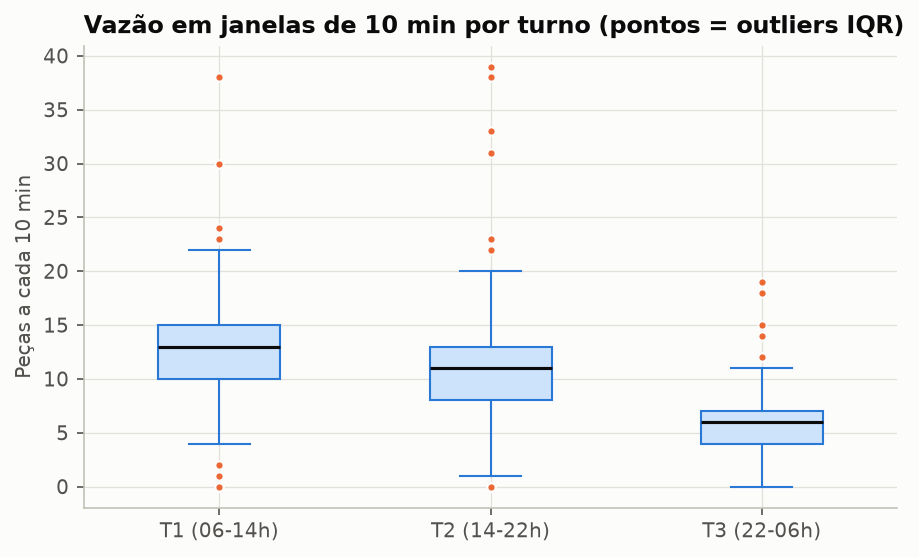 Vazão em janelas de 10 min por turno (pontos = outliers IQR)
Peças a cada 10 min
40
35
30
25
20
15
10
5
0
T1 (06-14h)
T2 (14-22h)
T3 (22-06h)